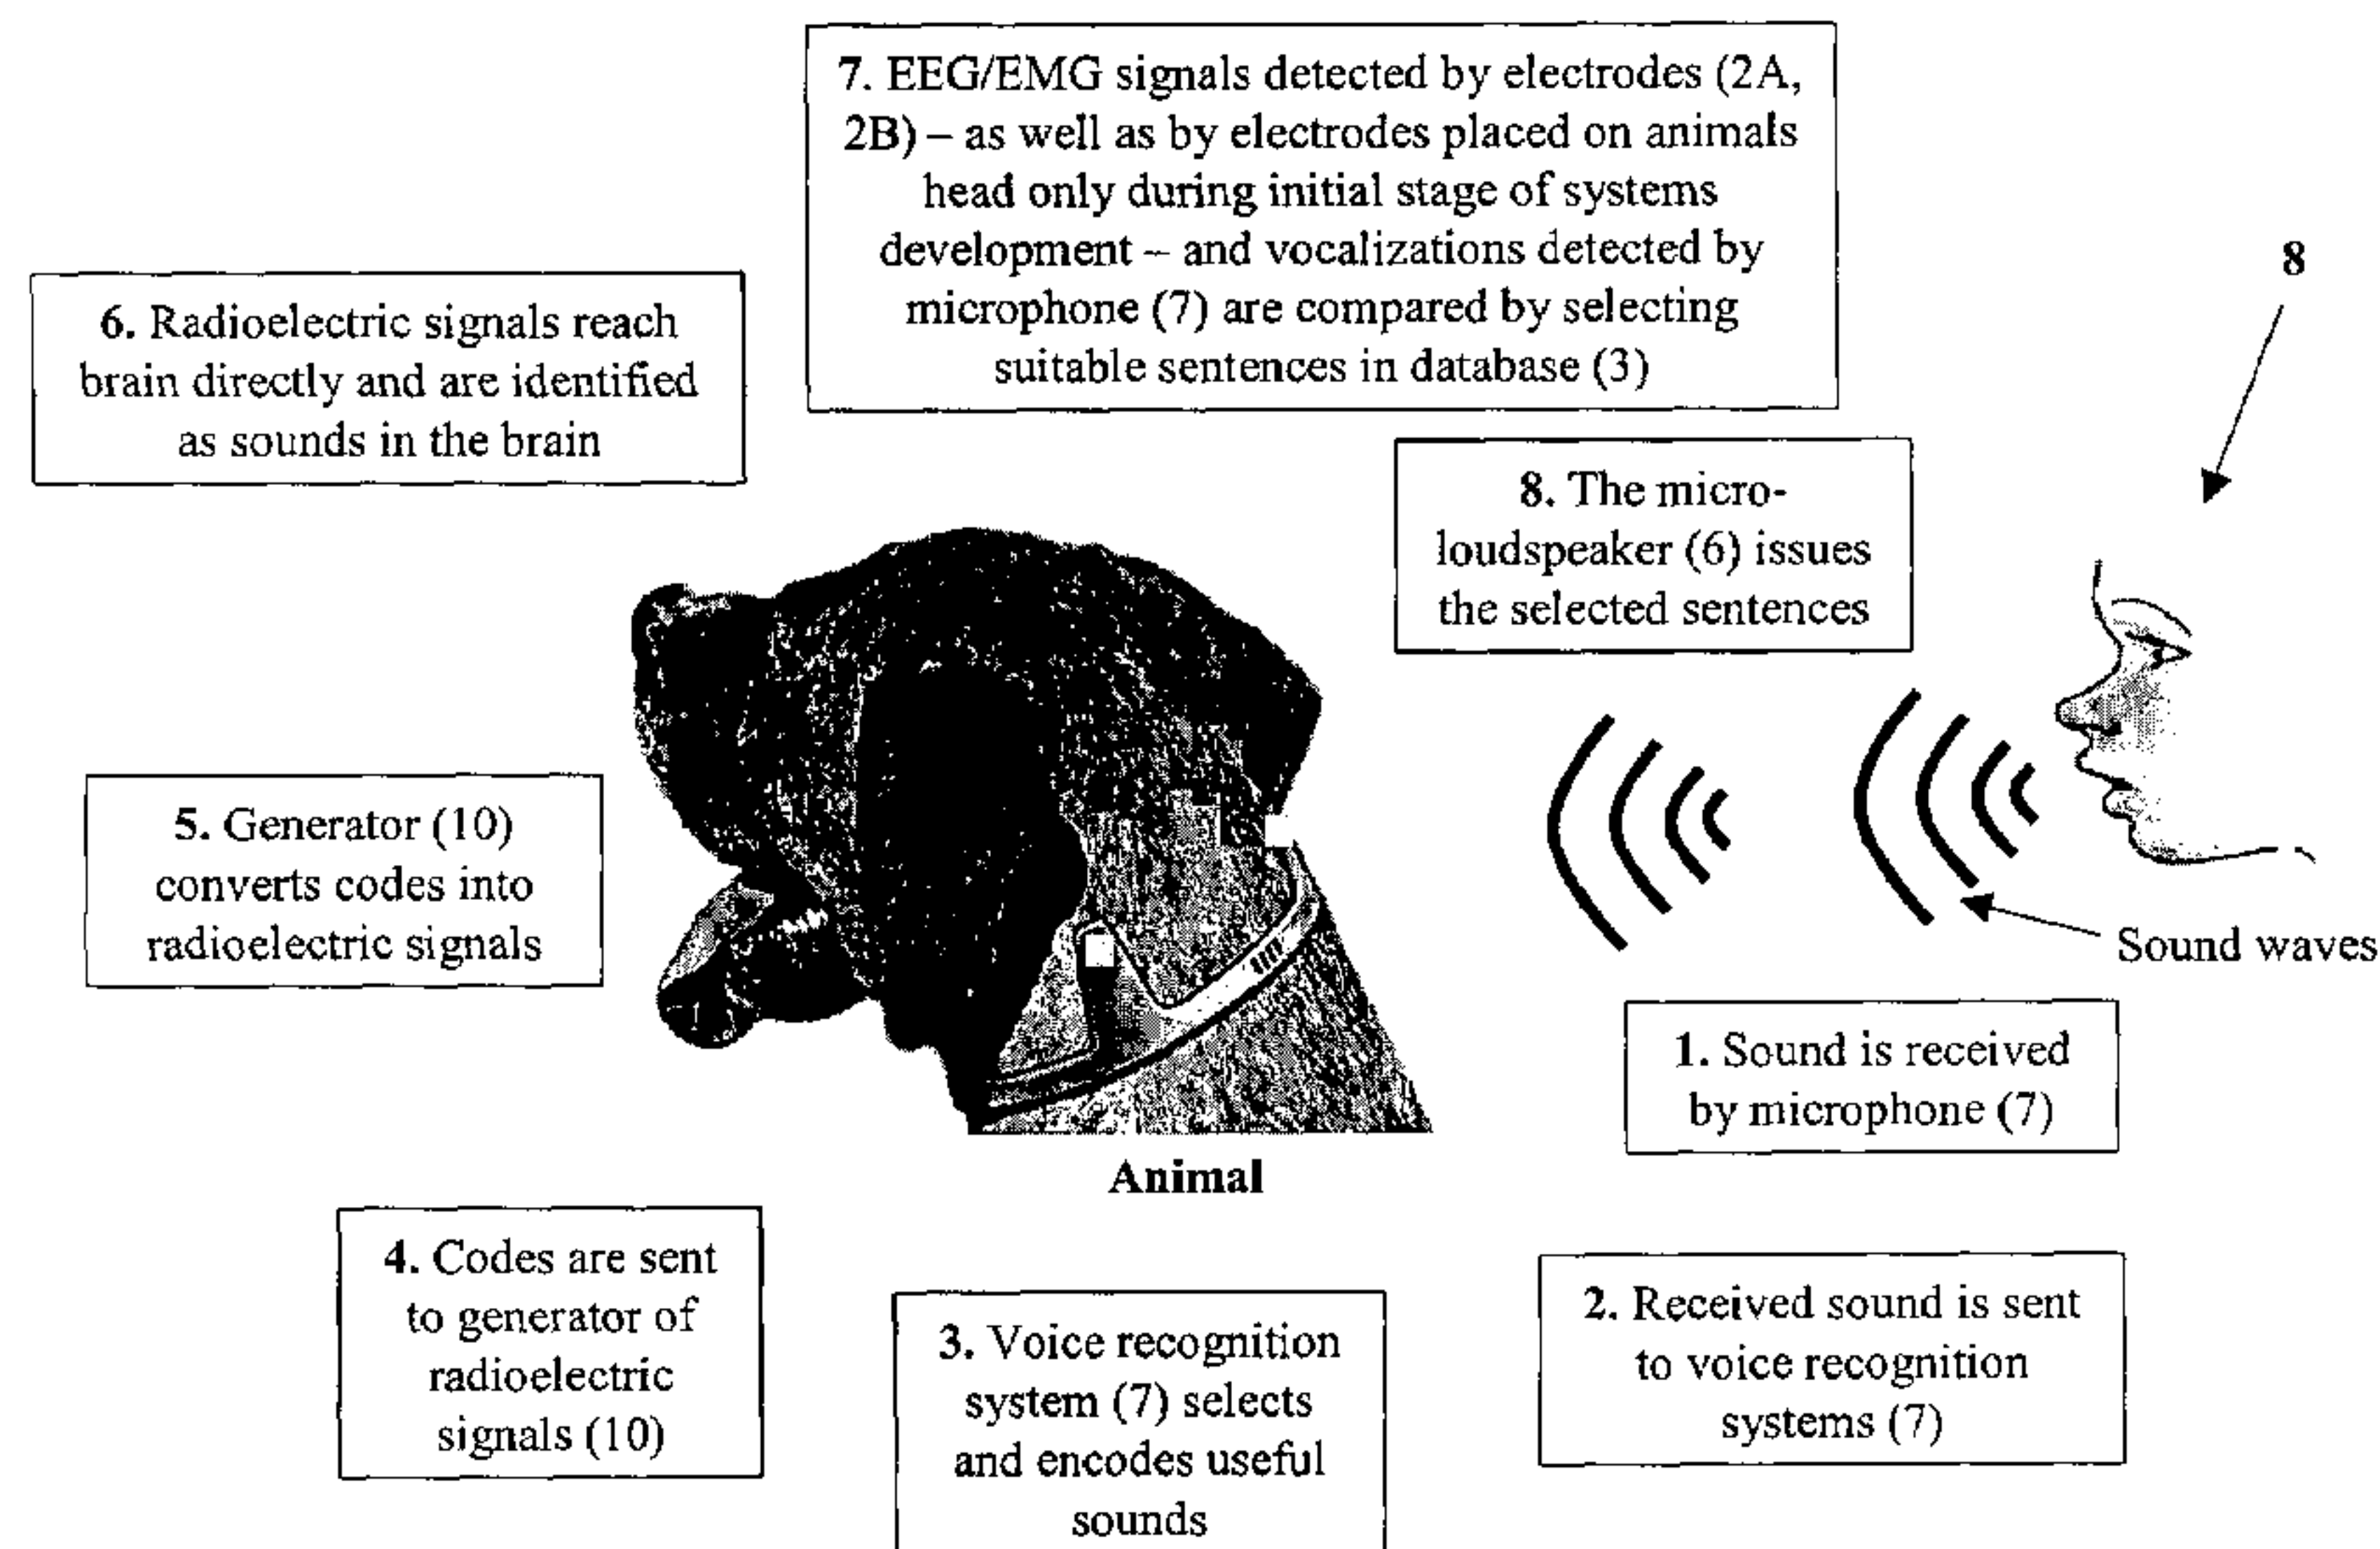 7. EEG/EMG signals detected by electrodes (2A,
2B) – as well as by electrodes placed on animals
head only during initial stage of systems
development – and vocalizations detected by
microphone (7) are compared by selecting
suitable sentences in database (3)
8
6. Radioelectric signals reach
brain directly and are identified
as sounds in the brain
8. The micro-
loudspeaker (6) issues
the selected sentences
5. Generator (10)
converts codes into
radioelectric signals
Sound waves
1. Sound is received
by microphone (7)
Animal
4. Codes are sent
to generator of
radioelectric
signals (10)
3. Voice recognition
system (7) selects
and encodes useful
sounds
2. Received sound is sent
to voice recognition
systems (7)